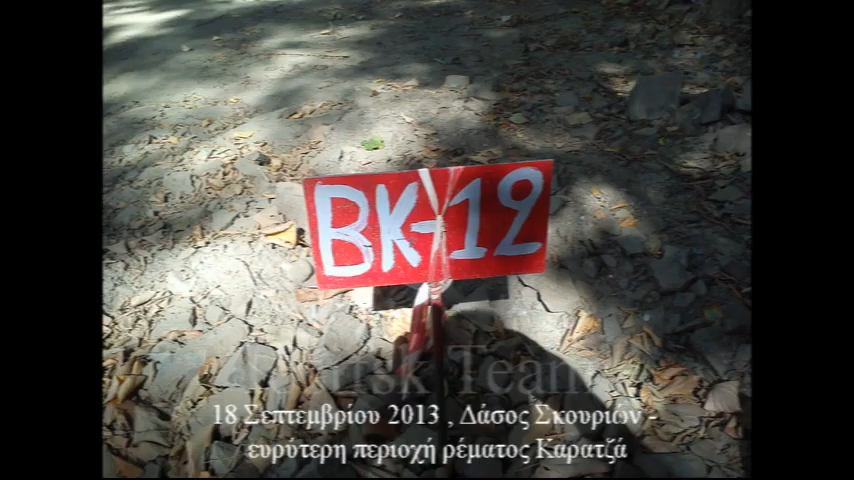 BK-12
18 Σεπτεμβρίου 2013 , Δάσος Σκουριών -
ευρύτερη περιοχή ρέματος Καρατζά